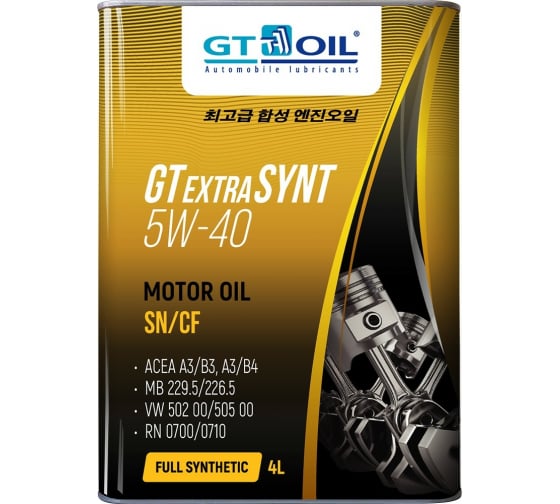 GT OIL®
Automobile lubricants
최고급 합성 엔진오일
GT EXTRA SYNT
5W-40
MOTOR OIL
SN/CF
· ACEA A3/B3, A3/B4
· MB 229.5/226.5
· VW 502 00/505 00
· RN 0700/0710
FULL SYNTHETIC 4L